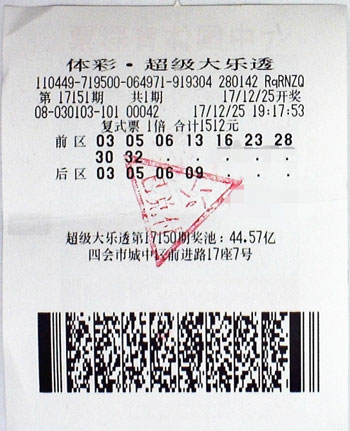 体彩·超级大乐透
110449-719500-064971-919304 280142 RqRNZQ
第 17151期 共1期 17/12/25开奖
08-030103-101 00042 17/12/25 19:17:53
复式票 1倍 合计1512元
前区 03 05 06 13 16 23 28
30 32 . . . . .
后区 03 05 06 09 . . .
超级大乐透第17150期奖池：44.57亿
四会市城中区前进路17座7号